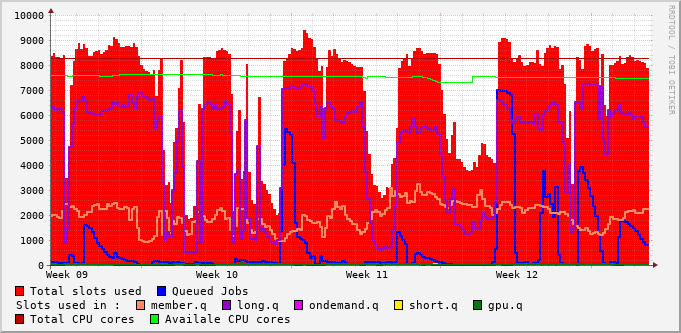 10000
9000
8000
7000
6000
5000
4000
3000
2000
1000
0
Week 09 Week 10 Week 11 Week 12
RRDTOOL / TOBI OETIKER
Total slots used Queued Jobs
Slots used in : member.q long.q ondemand.q short.q gpu.q
Total CPU cores Availale CPU cores